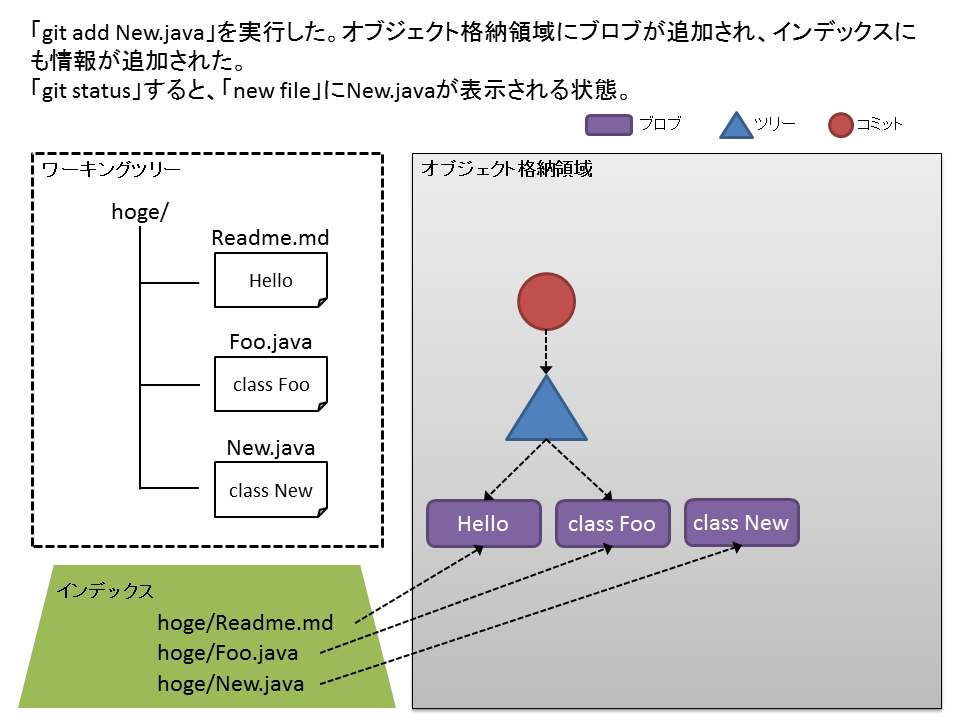 「git add New.java」を実行した。オブジェクト格納領域にブロブが追加され、インデックスに
も情報が追加された。
「git status」すると、「new file」にNew.javaが表示される状態。
ブロブ
ツリー
コミット
ワーキングツリー
hoge/
Readme.md
Hello
Foo.java
class Foo
New.java
class New
オブジェクト格納領域
Hello
class Foo
class New
インデックス
hoge/Readme.md
hoge/Foo.java
hoge/New.java